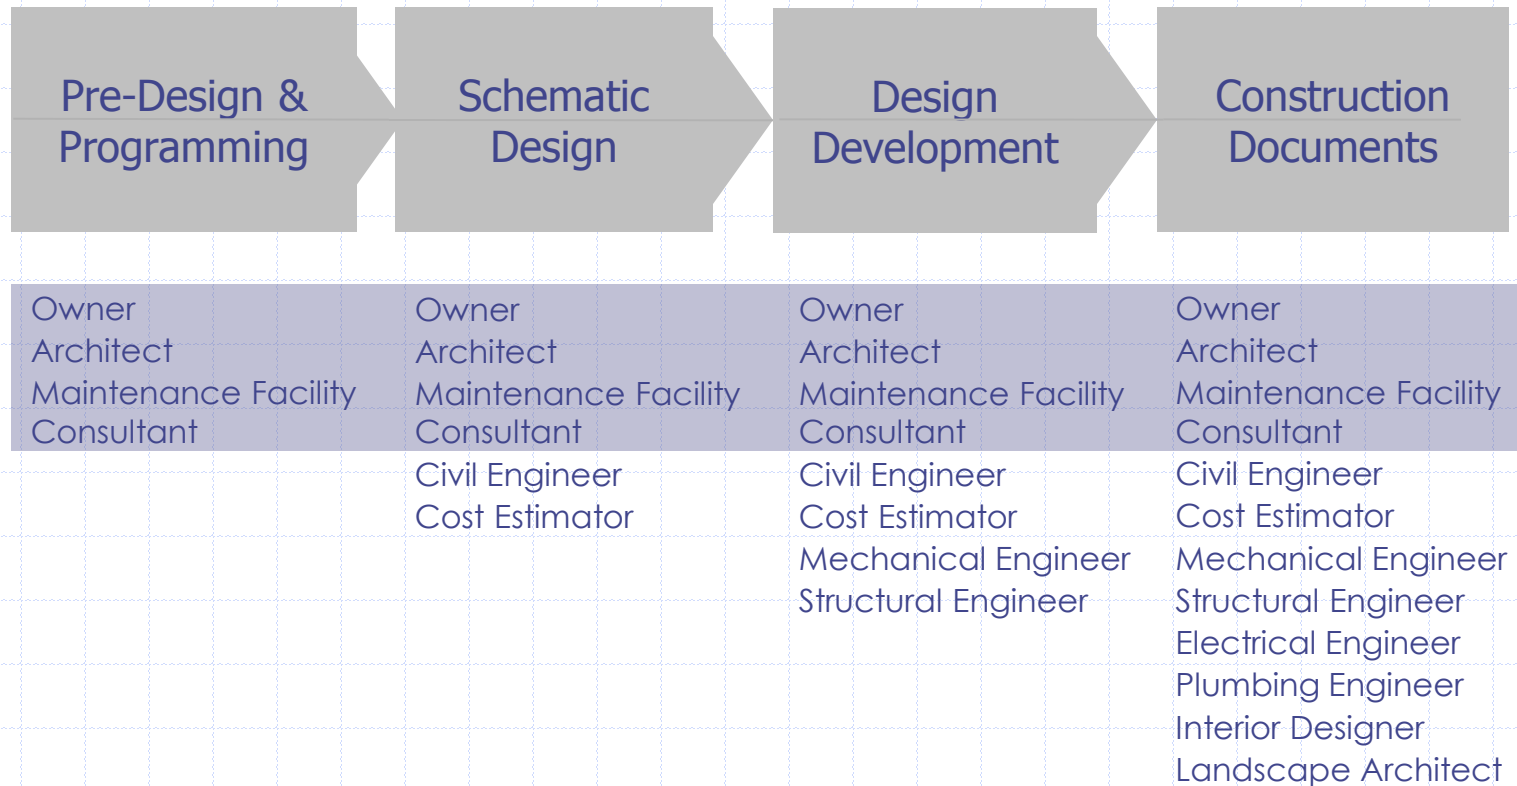 Pre-Design &
Programming
Schematic
Design
Design
Development
Construction
Documents
Owner
Architect
Maintenance Facility
Consultant
Owner
Architect
Maintenance Facility
Consultant
Civil Engineer
Cost Estimator
Owner
Architect
Maintenance Facility
Consultant
Civil Engineer
Cost Estimator
Mechanical Engineer
Structural Engineer
Owner
Architect
Maintenance Facility
Consultant
Civil Engineer
Cost Estimator
Mechanical Engineer
Structural Engineer
Electrical Engineer
Plumbing Engineer
Interior Designer
Landscape Architect